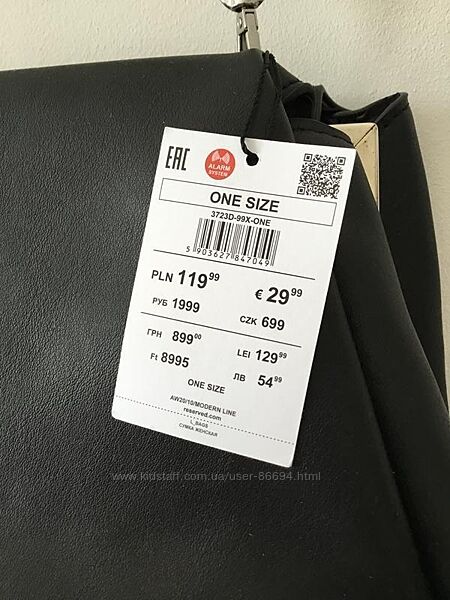 EAC
ALARM
SYSTEM
ONE SIZE
3723D-99X-ONE
5 903627 847049
PLN 119 99
€ 29 99
РУБ 1999
CZK 699
ГРН 899 00
LEI 129 99
Ft 8995
ЛВ 54 99
ONE SIZE
AW20/10/MODERN LINE
reserved.com
L_BAGS
СУМКА ЖЕНСКАЯ
www.kidstaff.com.ua/user-86694.html